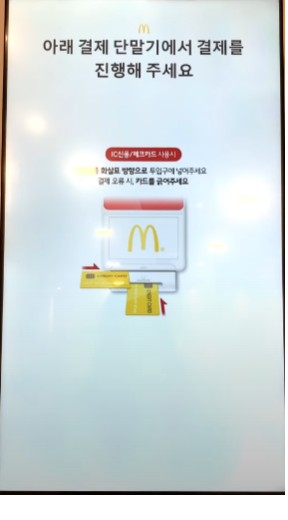 아래 결제 단말기에서 결제를
진행해 주세요
IC신용/체크카드 사용시
화살표 방향으로 투입구에 넣어주세요
결제 오류 시, 카드를 긁어주세요